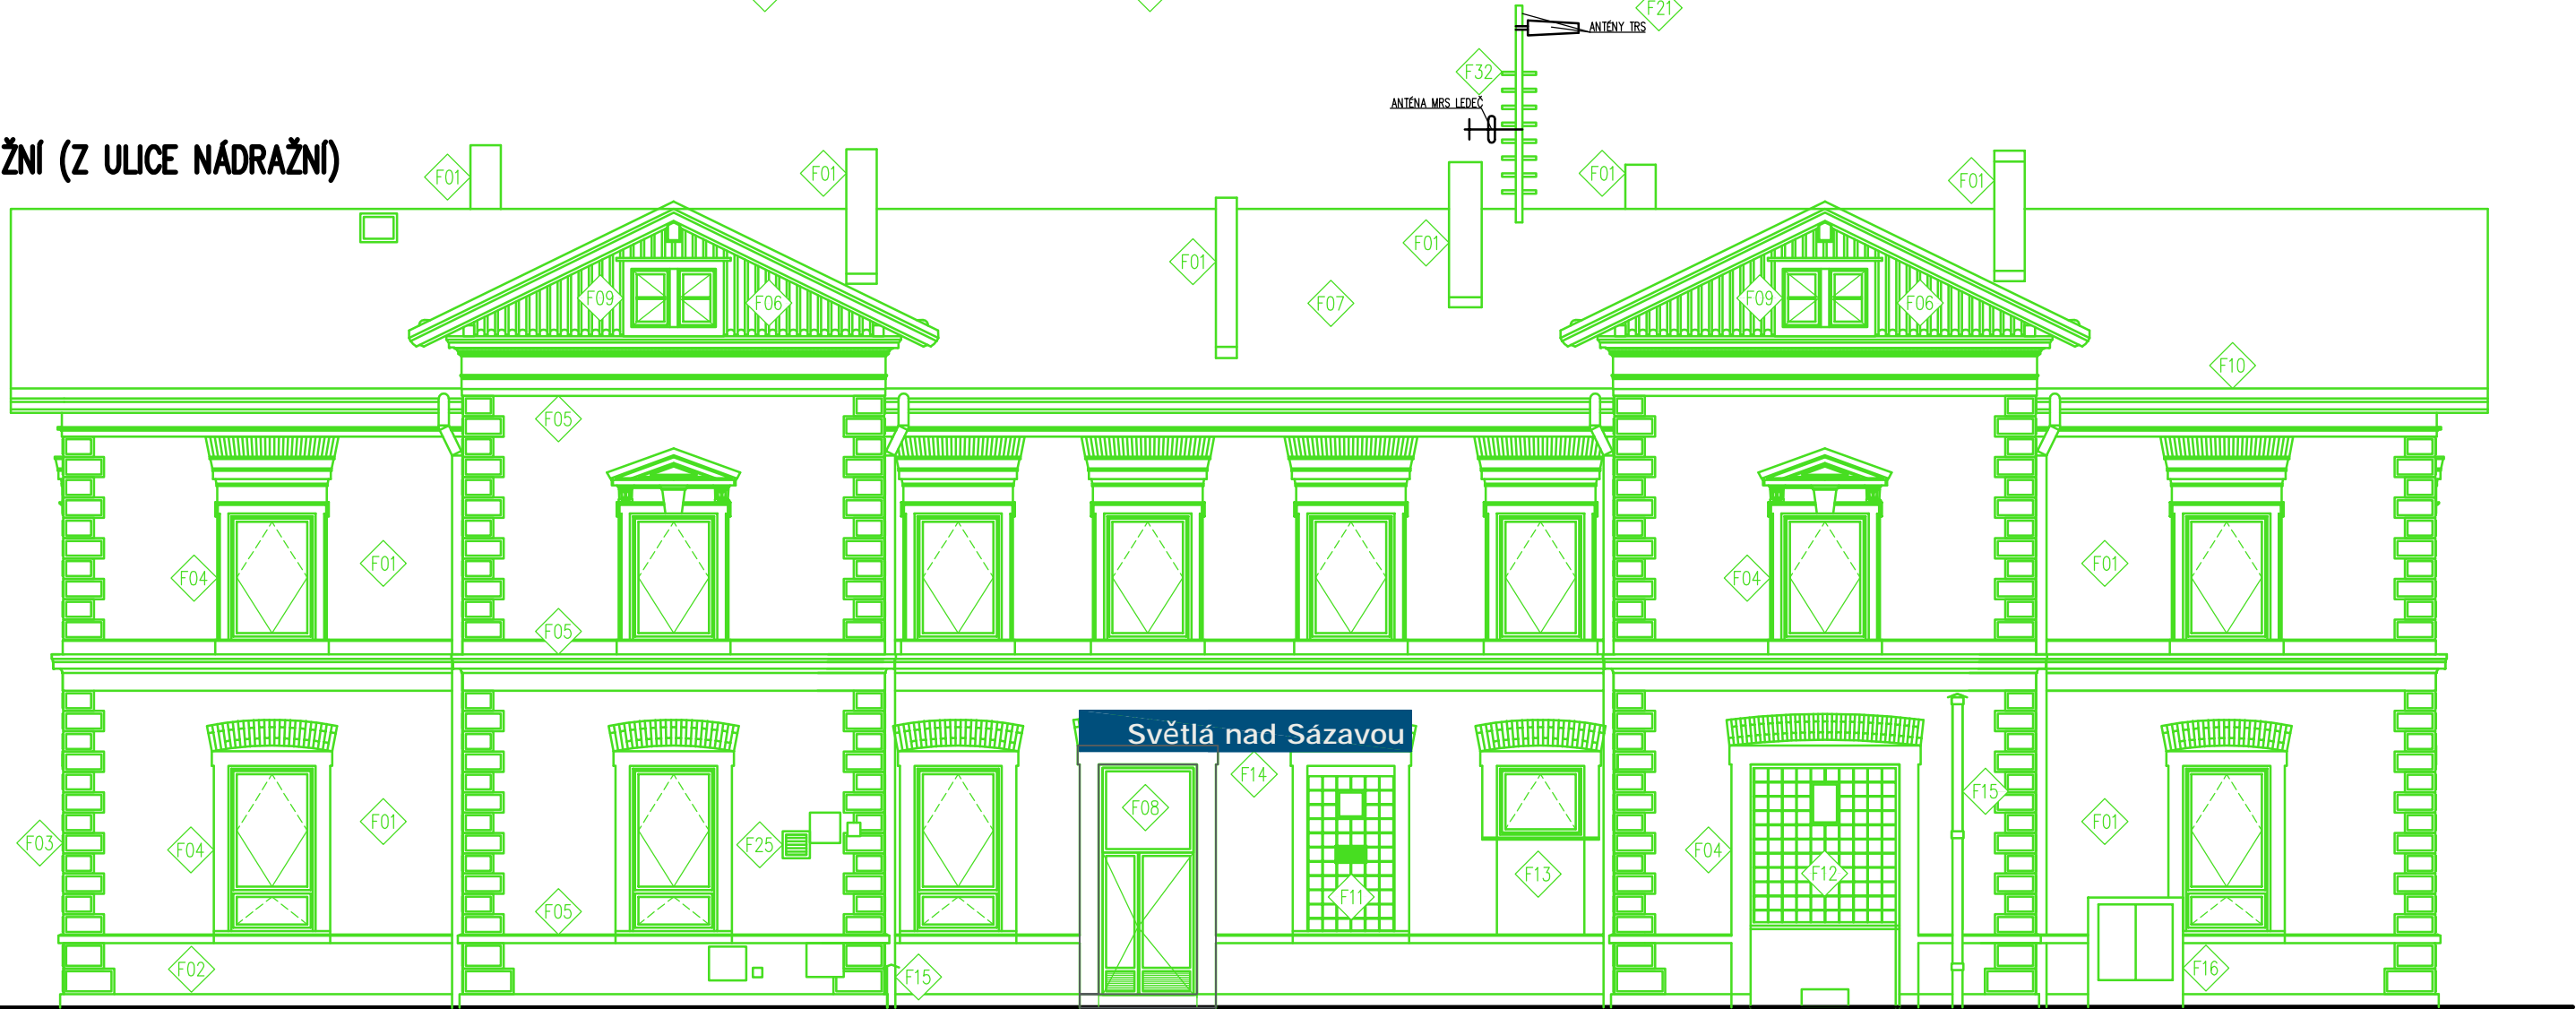 F21
ANTÉNY TRS
F32
ANTÉNA MRS LEDEČ
ŽNÍ (Z ULICE NÁDRAŽNÍ)
F01
F01
F01
F01
F01
F01
F07
F09
F06
F09
F06
F10
F05
F04
F01
F04
F01
F05
Světlá nad Sázavou
F14
F08
F15
F03
F04
F01
F25
F04
F01
F13
F12
F11
F05
F02
F15
F16